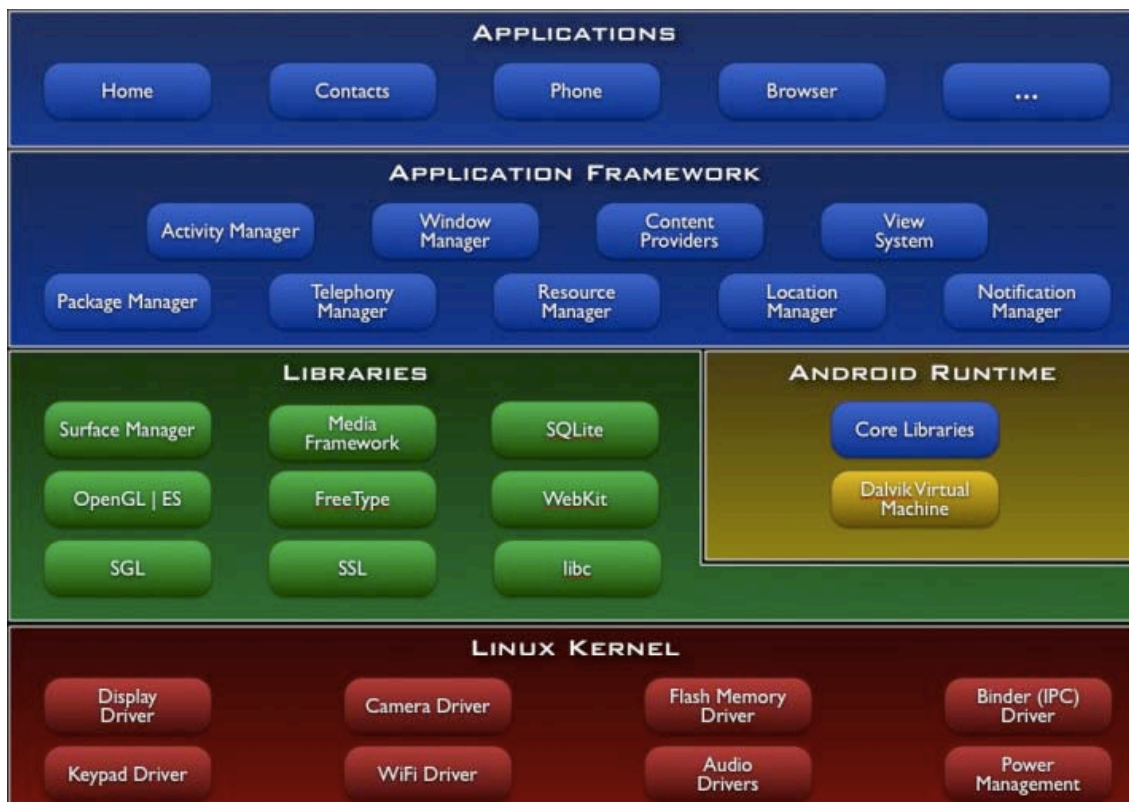 APPLICATIONS
Home
Contacts
Phone
Browser
...
APPLICATION FRAMEWORK
Activity Manager
Window
Manager
Content
Providers
View
System
Package Manager
Telephony
Manager
Resource
Manager
Location
Manager
Notification
Manager
LIBRARIES
Surface Manager
Media
Framework
SQLite
OpenGL | ES
FreeType
WebKit
SGL
SSL
libc
ANDROID RUNTIME
Core Libraries
Dalvik Virtual
Machine
LINUX KERNEL
Display
Driver
Camera Driver
Flash Memory
Driver
Binder (IPC)
Driver
Keypad Driver
WiFi Driver
Audio
Drivers
Power
Management